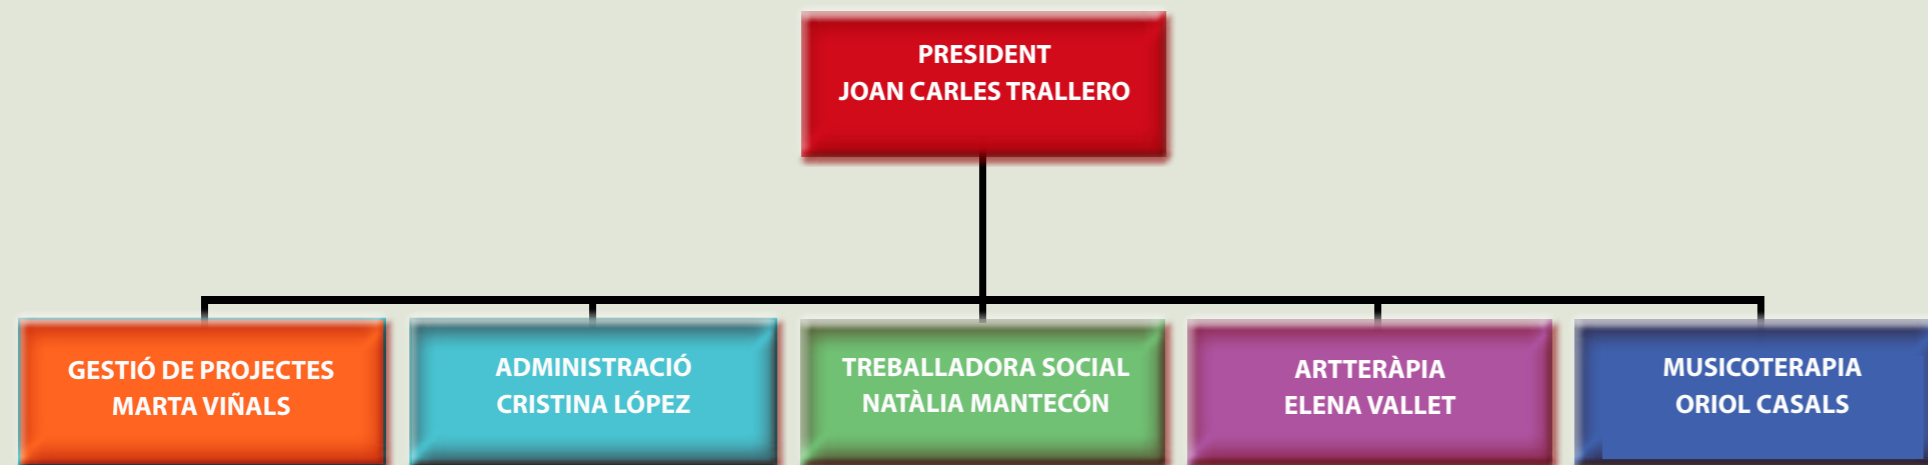 PRESIDENT
JOAN CARLES TRALLERO
GESTIÓ DE PROJECTES
MARTA VIÑALS
ADMINISTRACIÓ
CRISTINA LÓPEZ
TREBALLADORA SOCIAL
NATÀLIA MANTECÓN
ARTTERÀPIA
ELENA VALLET
MUSICOTERAPIA
ORIOL CASALS